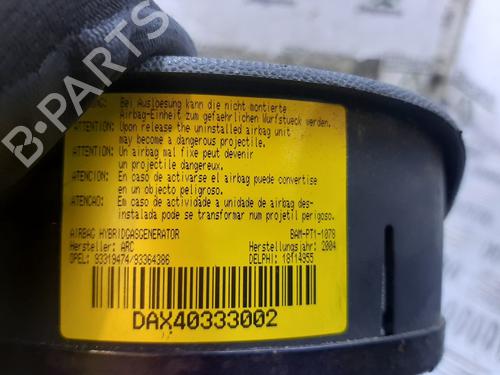 B-PARTS
ACHTUNG: Bei Ausloesung kann die nicht montierte
Airbag-Einheit zum gefaehrlichen Wurfstueck werden.
ATTENTION: Upon release the uninstalled airbag unit
may become a dangerous projectile.
ATTENTION: Un airbag mal fixe peut devenir
un projectile dangereux.
ATENCION: En caso de activarse el airbag puede convertise
en un objecto peligroso.
ATENCAO: Em caso de actividade a unidade de airbag des-
instalada pode se transformar num projetil perigoso.
AIRBAG HYBRIDGASGENERATOR BAM-PT1-1078
Hersteller: ARC Herstellungsjahr: 2004
OPEL: 93319474/93364386 DELPHI: 16114955
DAX40333002